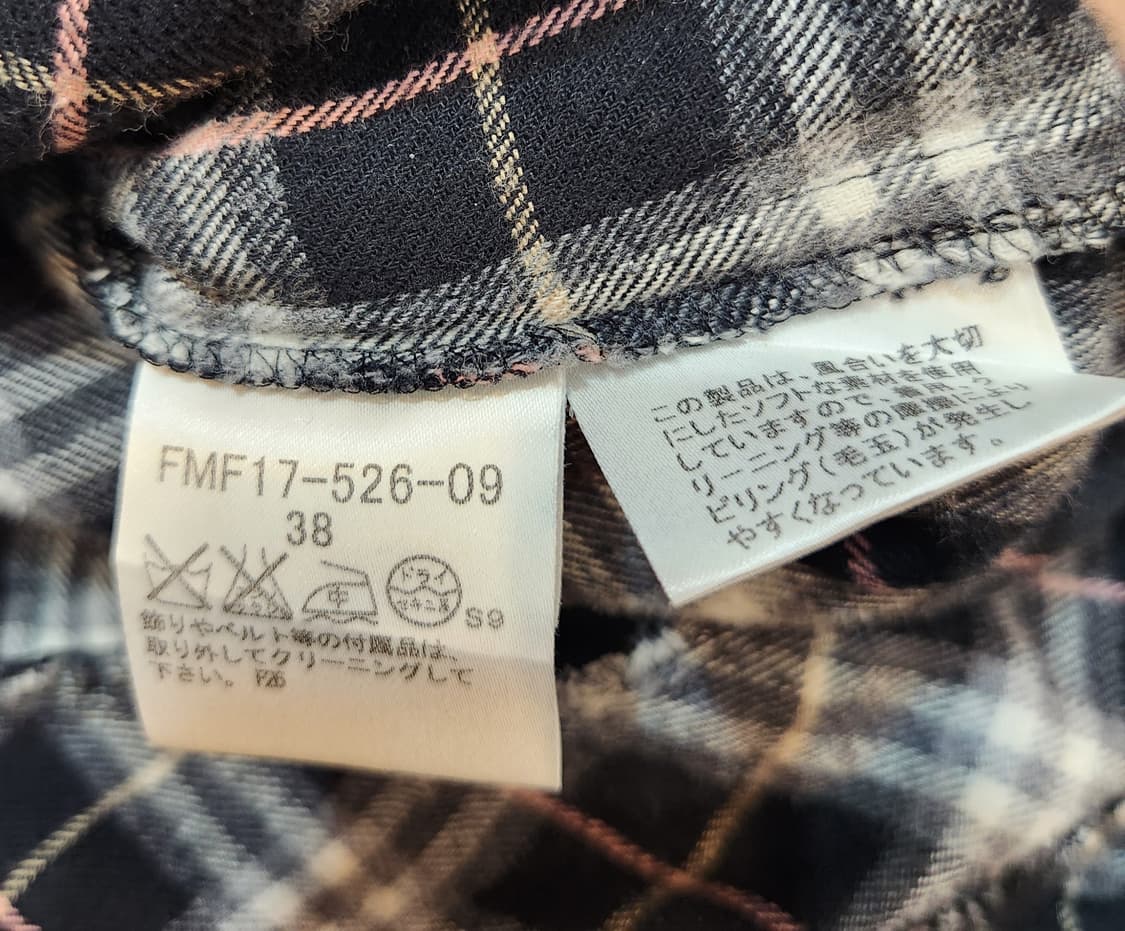 FMF17-526-09
38
中
ドライ
セキユ系
S9
飾りやベルト等の付属品は、
取り外してクリーニングして
下さい。 F26
この製品は、風合いを大切
にしたソフトな素材を使用
していますので、着用、ク
リーニング等の摩擦により
ピリング(毛玉)が発生し
やすくなっています。